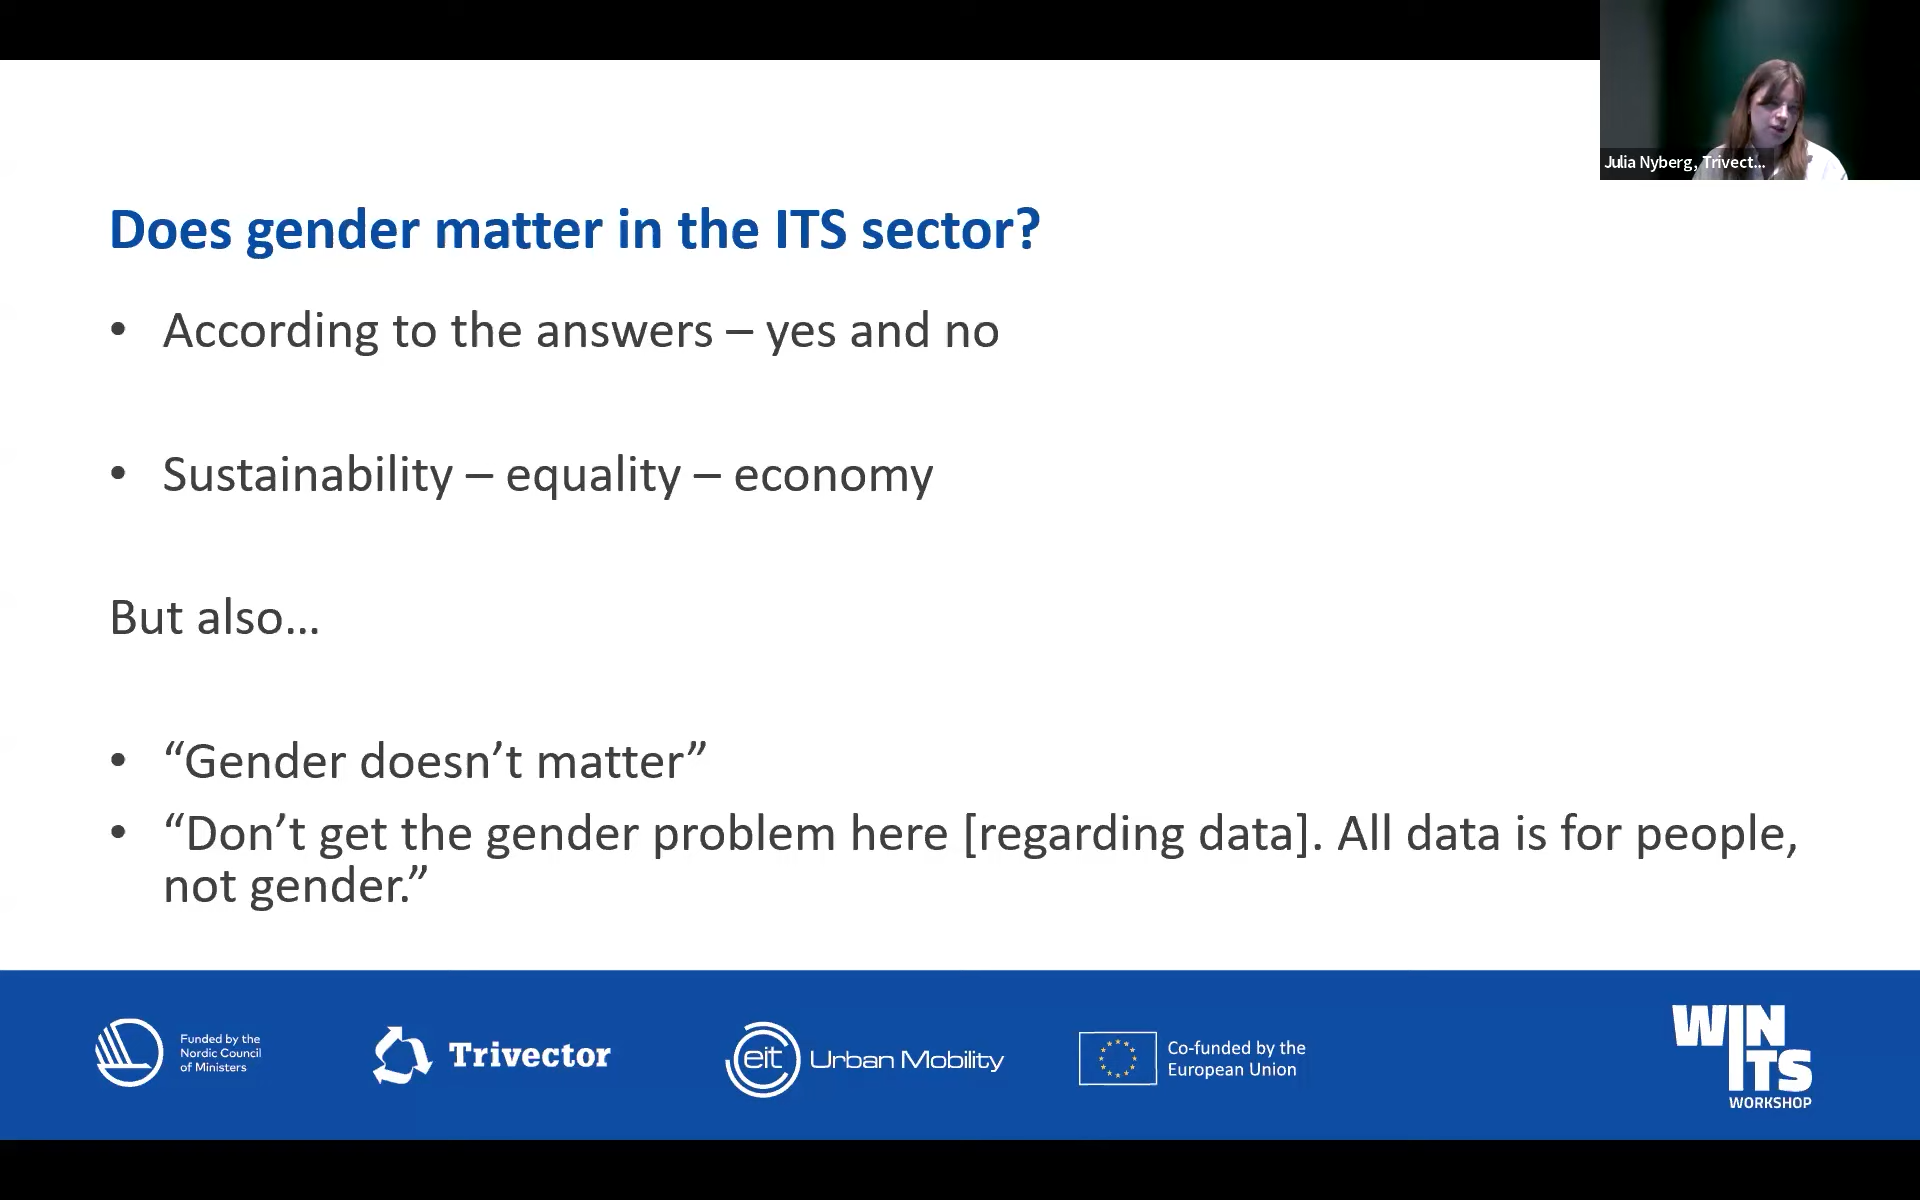 Julia Nyberg, Trivect...
Does gender matter in the ITS sector?
• According to the answers – yes and no
• Sustainability – equality – economy
But also...
• “Gender doesn’t matter”
• “Don’t get the gender problem here [regarding data]. All data is for people,
not gender.”
Funded by the
Nordic Council
of Ministers
Trivector
eit Urban Mobility
Co-funded by the
European Union
WIN
ITS
WORKSHOP